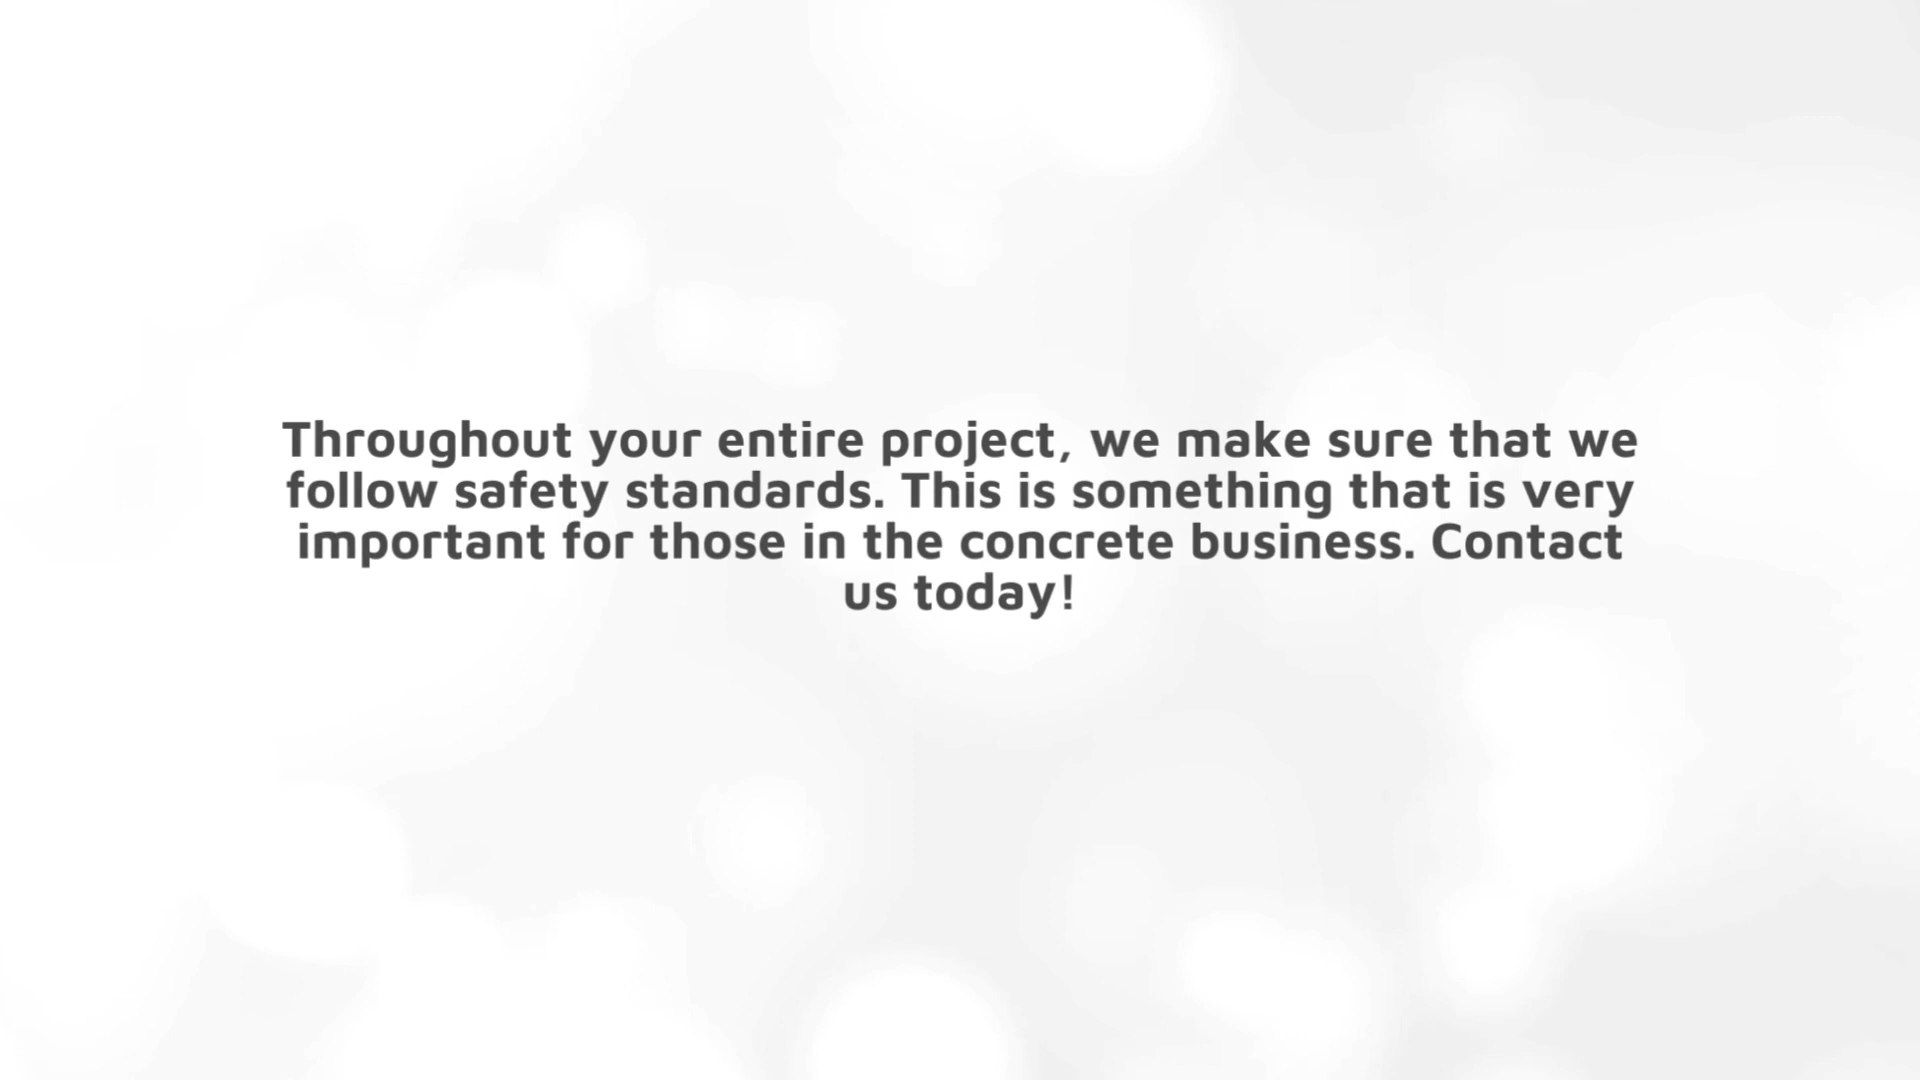 Throughout your entire project, we make sure that we
follow safety standards. This is something that is very
important for those in the concrete business. Contact
us today!